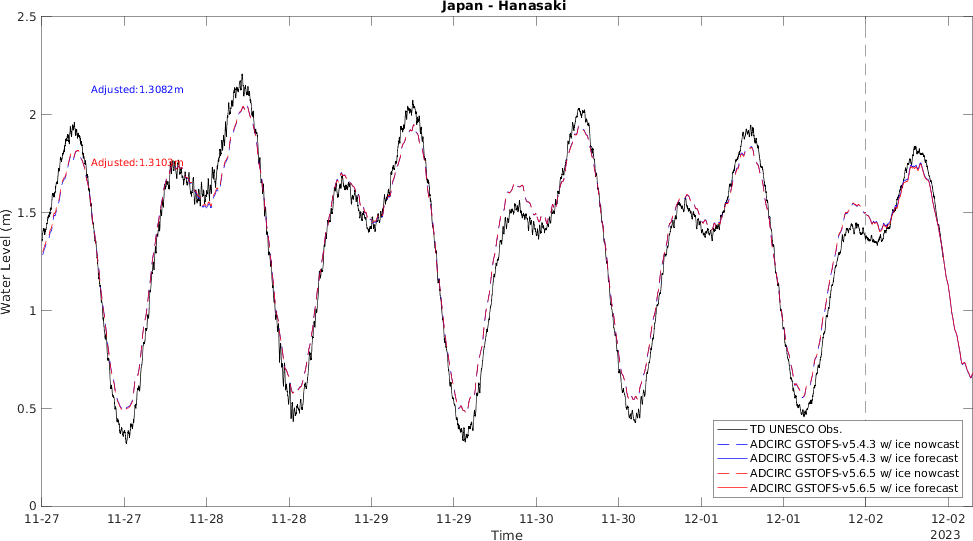 Japan - Hanasaki
2.5
2
1.5
1
0.5
0
Water Level (m)
Adjusted:1.3082m
Adjusted:1.3103m
TD UNESCO Obs.
ADCIRC GSTOFS-v5.4.3 w/ ice nowcast
ADCIRC GSTOFS-v5.4.3 w/ ice forecast
ADCIRC GSTOFS-v5.6.5 w/ ice nowcast
ADCIRC GSTOFS-v5.6.5 w/ ice forecast
11-27 11-27 11-28 11-28 11-29 11-29 11-30 11-30 12-01 12-01 12-02 12-02
2023
Time